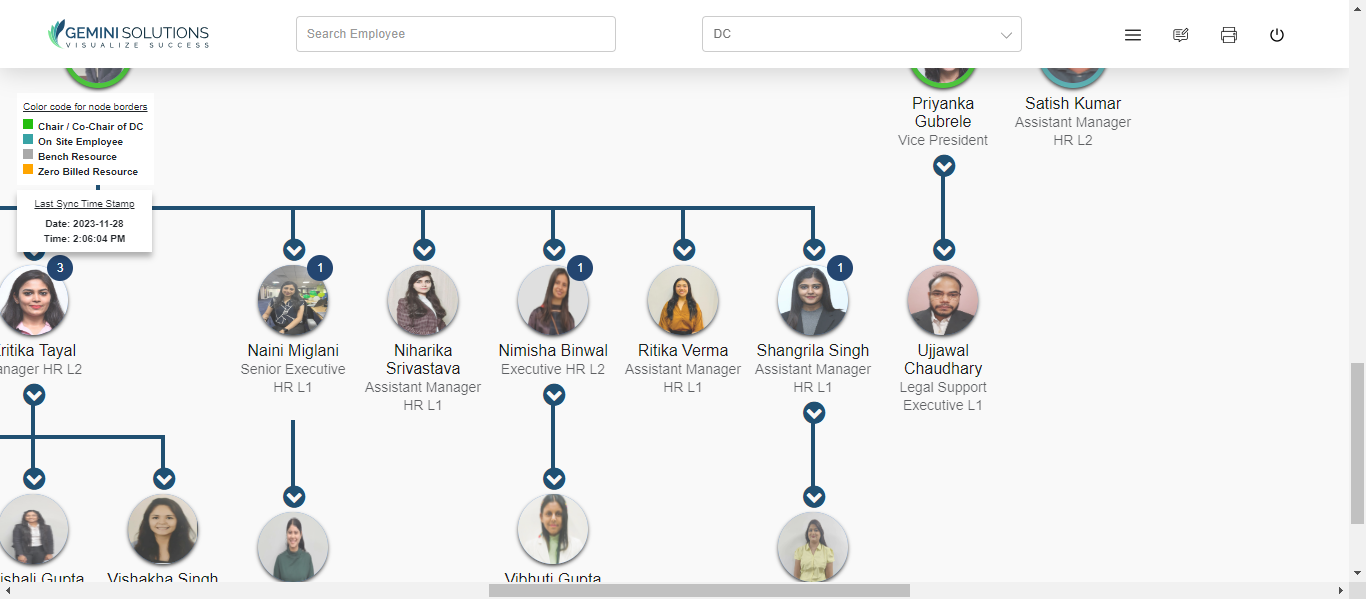 GEMINI SOLUTIONS
VISUALIZE SUCCESS
Search Employee
DC
Color code for node borders
Chair / Co-Chair of DC
On Site Employee
Bench Resource
Zero Billed Resource
Last Sync Time Stamp
Date: 2023-11-28
Time: 2:06:04 PM
Priyanka
Gubrele
Vice President
Satish Kumar
Assistant Manager
HR L2
3
ritika Tayal
anager HR L2
1
Naini Miglani
Senior Executive
HR L1
Niharika
Srivastava
Assistant Manager
HR L1
1
Nimisha Binwal
Executive HR L2
Ritika Verma
Assistant Manager
HR L1
1
Shangrila Singh
Assistant Manager
HR L1
Ujjawal
Chaudhary
Legal Support
Executive L1
ishali Gupta
Vishakha Singh
Vibhuti Gupta